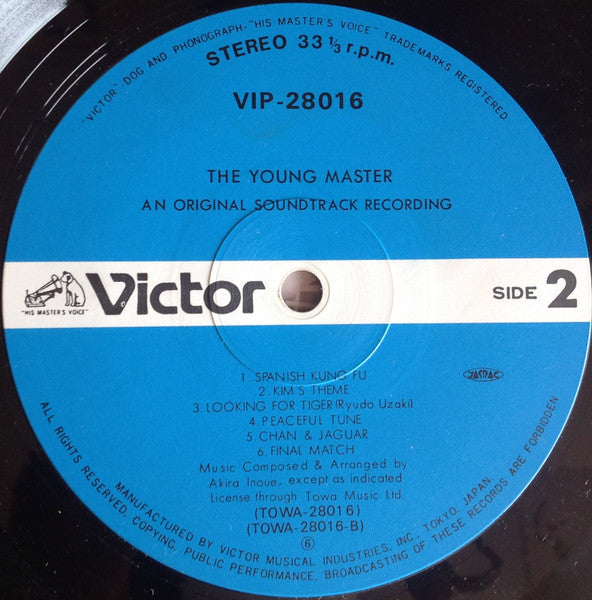 "VICTOR" DOG AND PHONOGRAPH-"HIS MASTER'S VOICE" TRADEMARKS REGISTERED
STEREO 33 1/3 r.p.m.
VIP-28016
THE YOUNG MASTER
AN ORIGINAL SOUNDTRACK RECORDING
"HIS MASTER'S VOICE"
Victor
SIDE 2
1. SPANISH KUNG FU
2. KIM'S THEME
3. LOOKING FOR TIGER (Ryudo Uzaki)
4. PEACEFUL TUNE
5. CHAN & JAGUAR
6. FINAL MATCH
JASRAC
Music Composed & Arranged by
Akira Inoue, except as indicated
License through Towa Music Ltd.
(TOWA-28016)
(TOWA-28016-B)
⑥
MANUFACTURED BY VICTOR MUSICAL INDUSTRIES, INC. TOKYO, JAPAN.
ALL RIGHTS RESERVED, COPYING, PUBLIC PERFORMANCE, BROADCASTING OF THESE RECORDS ARE FORBIDDEN